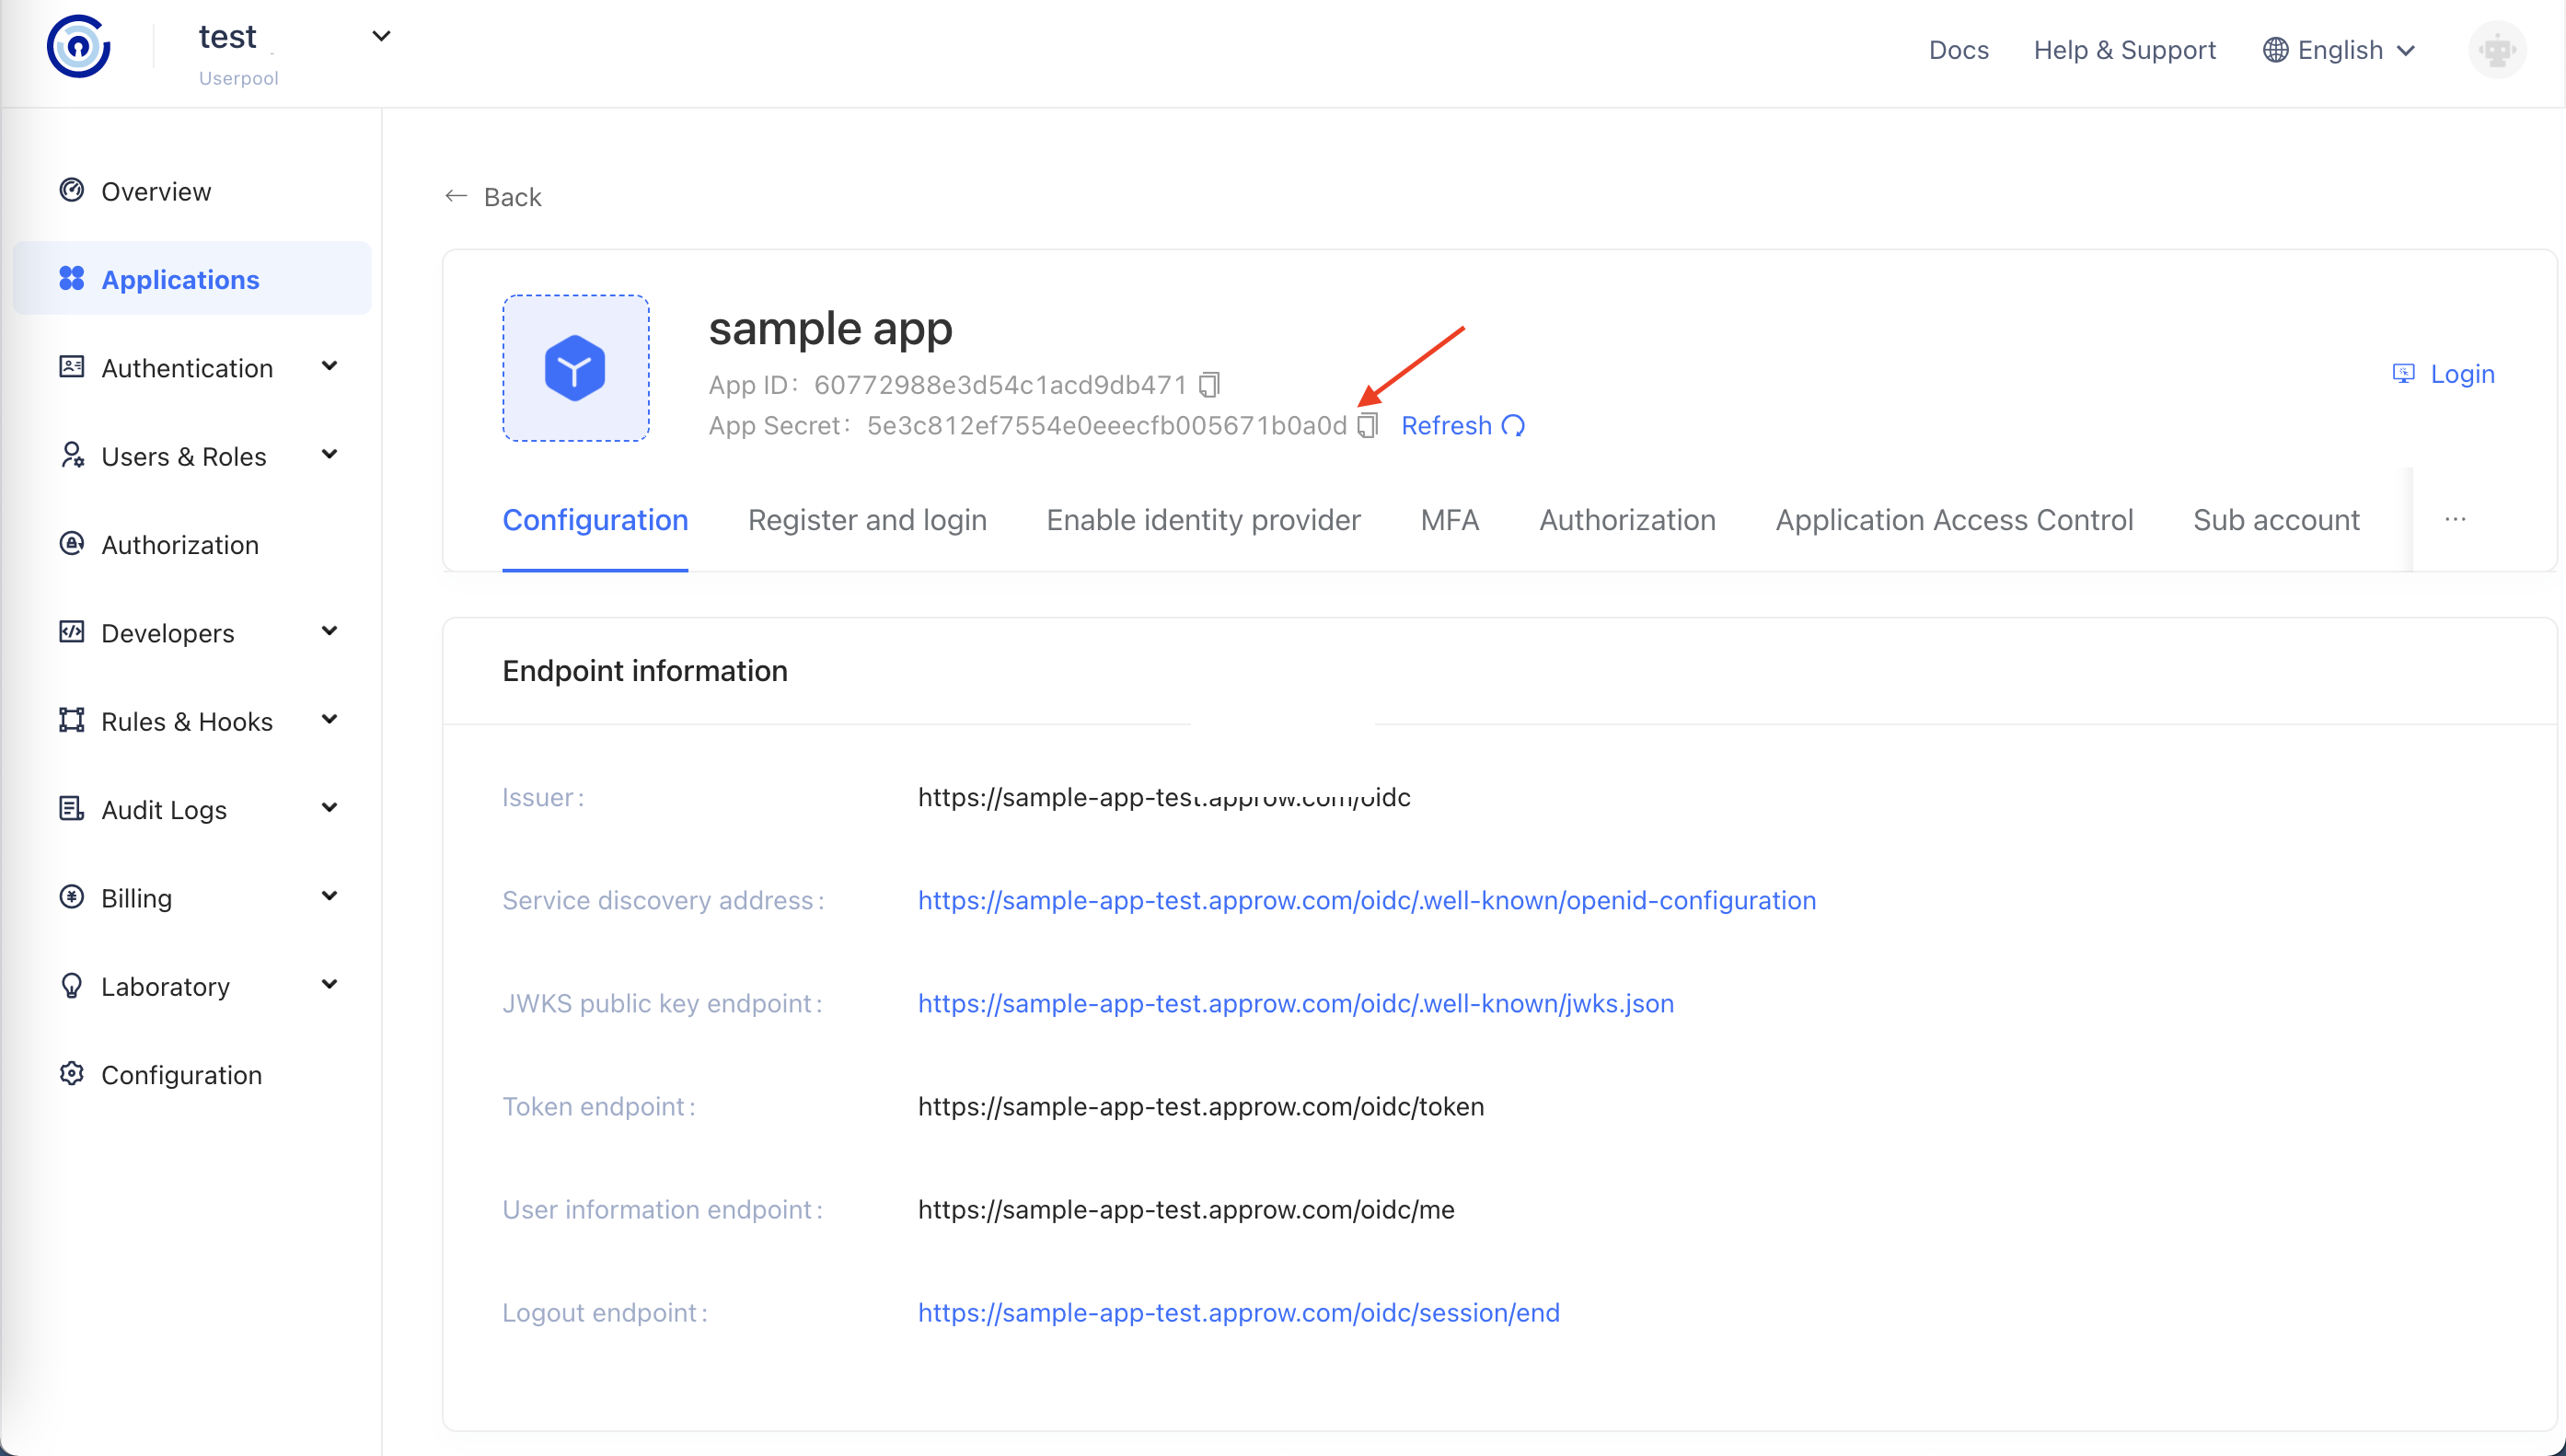 test
Userpool
Docs
Help & Support
English
Overview
Applications
Authentication
Users & Roles
Authorization
Developers
Rules & Hooks
Audit Logs
Billing
Laboratory
Configuration
← Back
sample app
App ID: 60772988e3d54c1acd9db471
App Secret: 5e3c812ef7554e0eeecfb005671b0a0d Refresh
Login
Configuration Register and login Enable identity provider MFA Authorization Application Access Control Sub account ···
Endpoint information
Issuer: https://sample-app-test.approw.com/oidc
Service discovery address: https://sample-app-test.approw.com/oidc/.well-known/openid-configuration
JWKS public key endpoint: https://sample-app-test.approw.com/oidc/.well-known/jwks.json
Token endpoint: https://sample-app-test.approw.com/oidc/token
User information endpoint: https://sample-app-test.approw.com/oidc/me
Logout endpoint: https://sample-app-test.approw.com/oidc/session/end